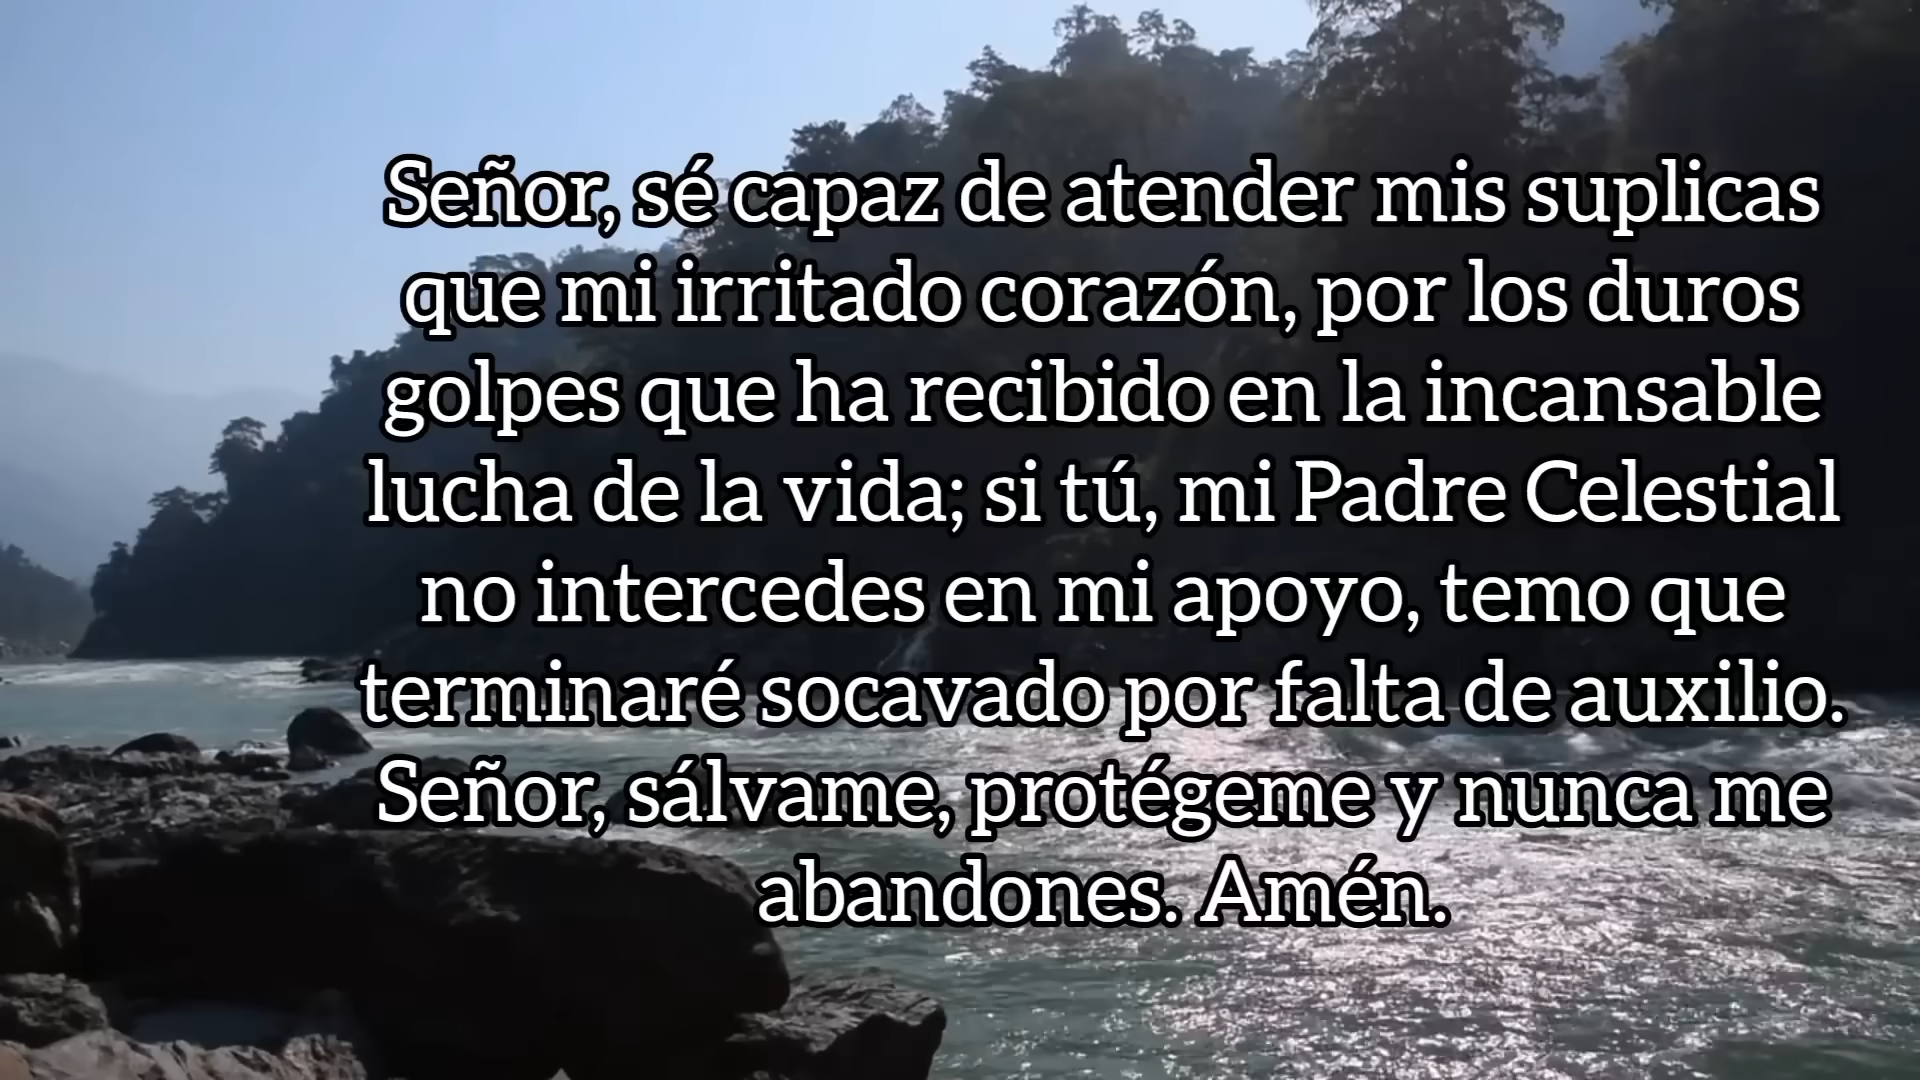 Señor, sé capaz de atender mis suplicas
que mi irritado corazón, por los duros
golpes que ha recibido en la incansable
lucha de la vida; si tú, mi Padre Celestial
no intercedes en mi apoyo, temo que
terminaré socavado por falta de auxilio.
Señor, sálvame, protégeme y nunca me
abandones. Amén.